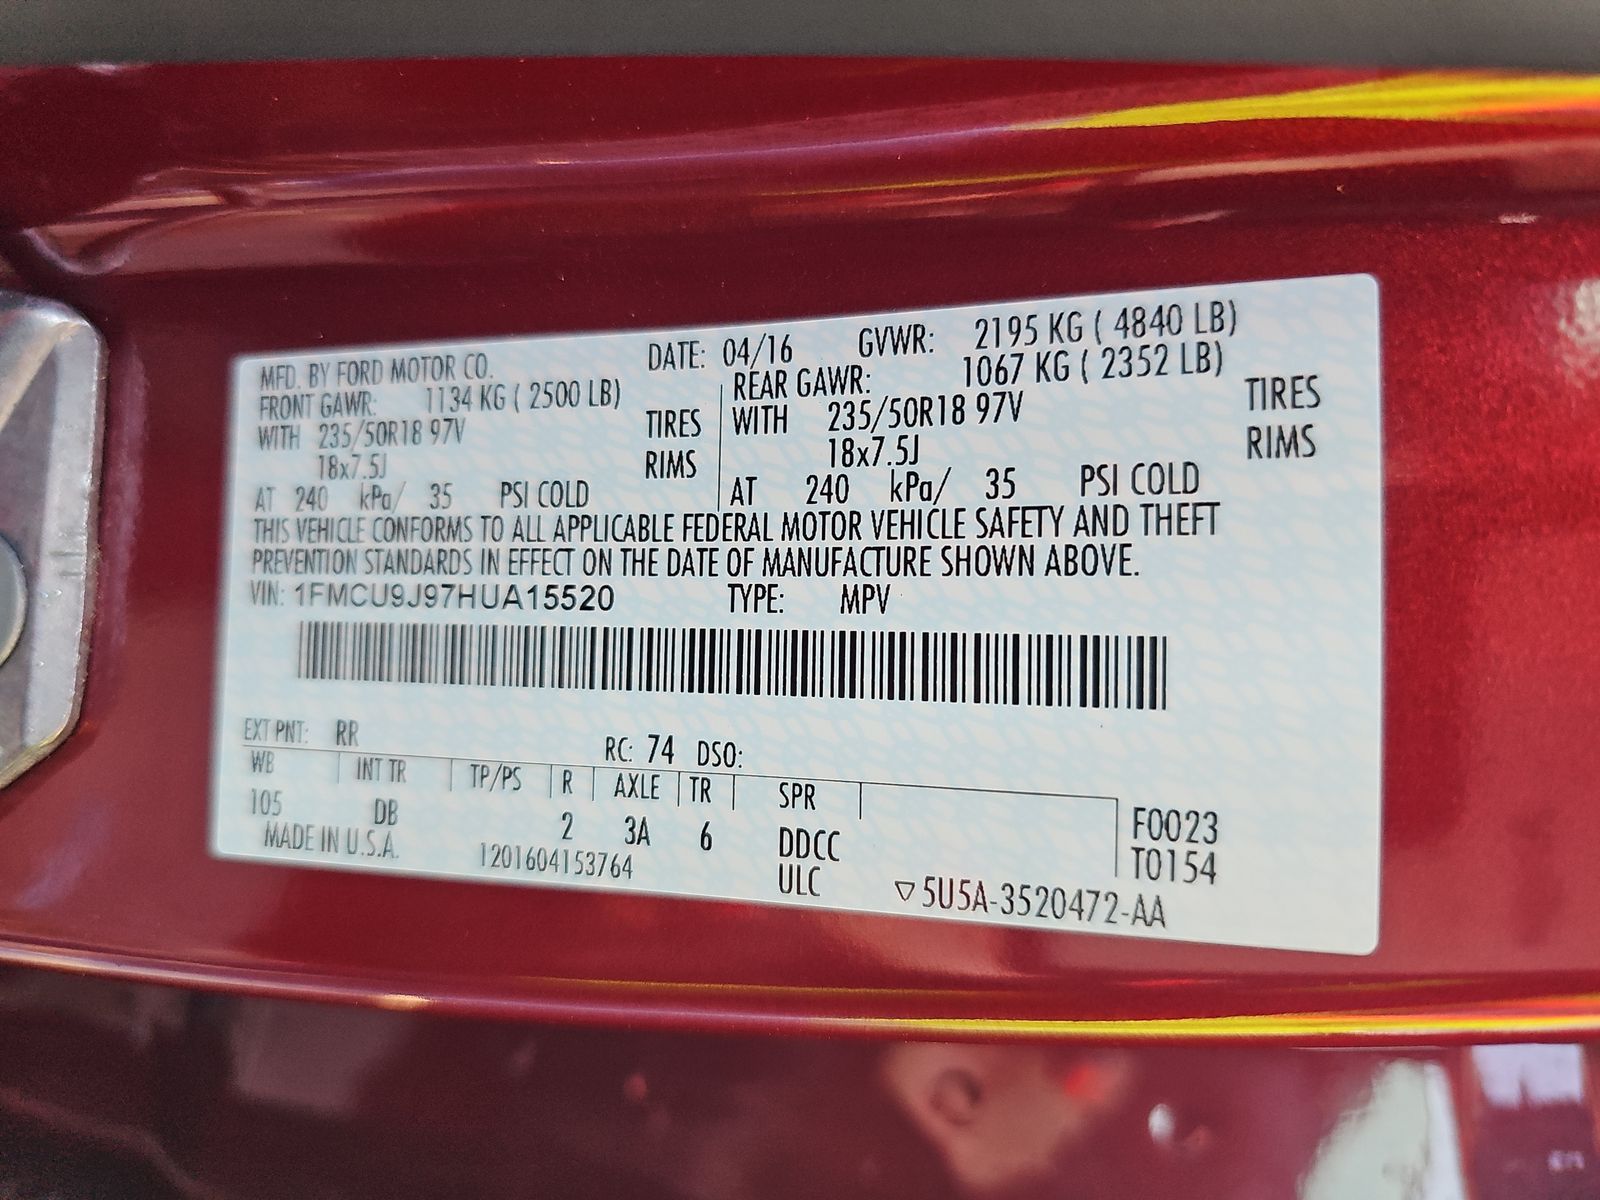 MFD. BY FORD MOTOR CO. DATE: 04/16 GVWR: 2195 KG ( 4840 LB)
FRONT GAWR: 1134 KG ( 2500 LB) REAR GAWR: 1067 KG ( 2352 LB)
WITH 235/50R18 97V TIRES WITH 235/50R18 97V TIRES
18x7.5J RIMS 18x7.5J RIMS
AT 240 kPa/ 35 PSI COLD AT 240 kPa/ 35 PSI COLD
THIS VEHICLE CONFORMS TO ALL APPLICABLE FEDERAL MOTOR VEHICLE SAFETY AND THEFT
PREVENTION STANDARDS IN EFFECT ON THE DATE OF MANUFACTURE SHOWN ABOVE.
VIN: 1FMCU9J97HUA15520 TYPE: MPV
EXT PNT: RR RC: 74 DSO:
WB INT TR TP/PS R AXLE TR SPR
105 DB 2 3A 6 DDCC F0023
MADE IN U.S.A. 1201604153764 ULC T0154
▽5U5A-3520472-AA